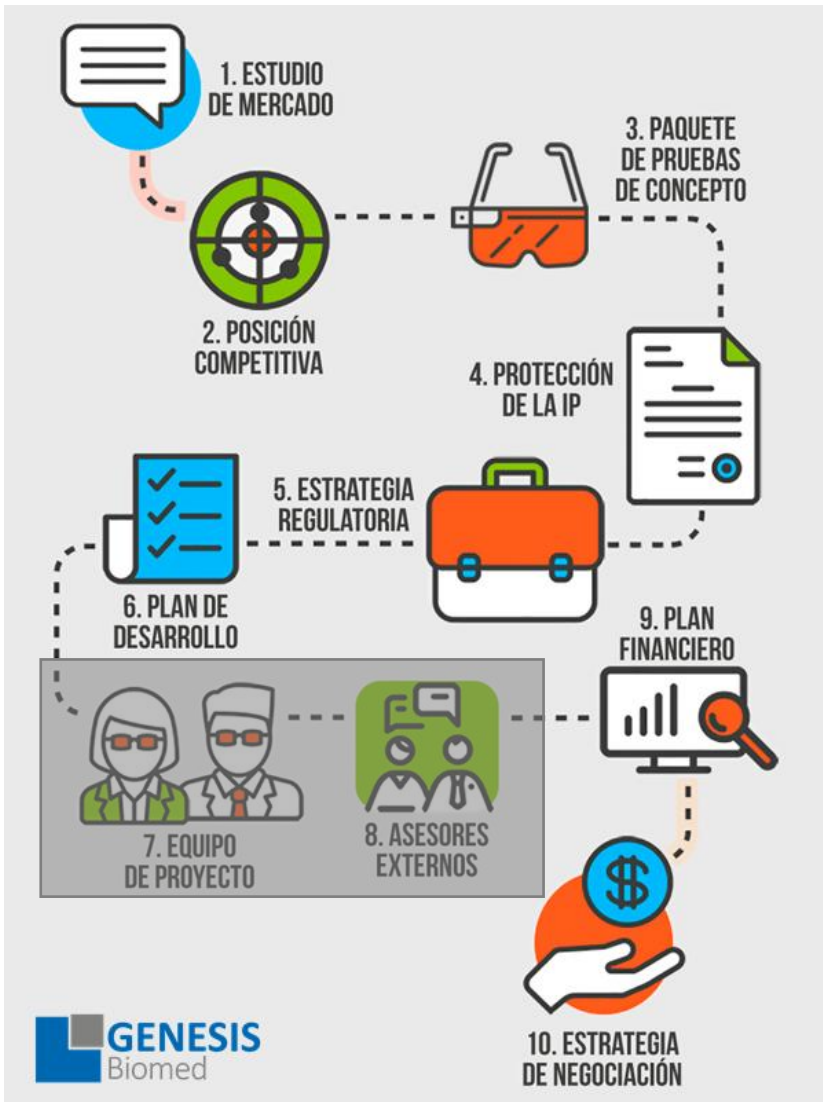 1. ESTUDIO
DE MERCADO
2. POSICIÓN
COMPETITIVA
3. PAQUETE
DE PRUEBAS
DE CONCEPTO
4. PROTECCIÓN
DE LA IP
5. ESTRATEGIA
REGULATORIA
6. PLAN DE
DESARROLLO
7. EQUIPO
DE PROYECTO
8. ASESORES
EXTERNOS
9. PLAN
FINANCIERO
$
10. ESTRATEGIA
DE NEGOCIACIÓN
GENESIS
Biomed